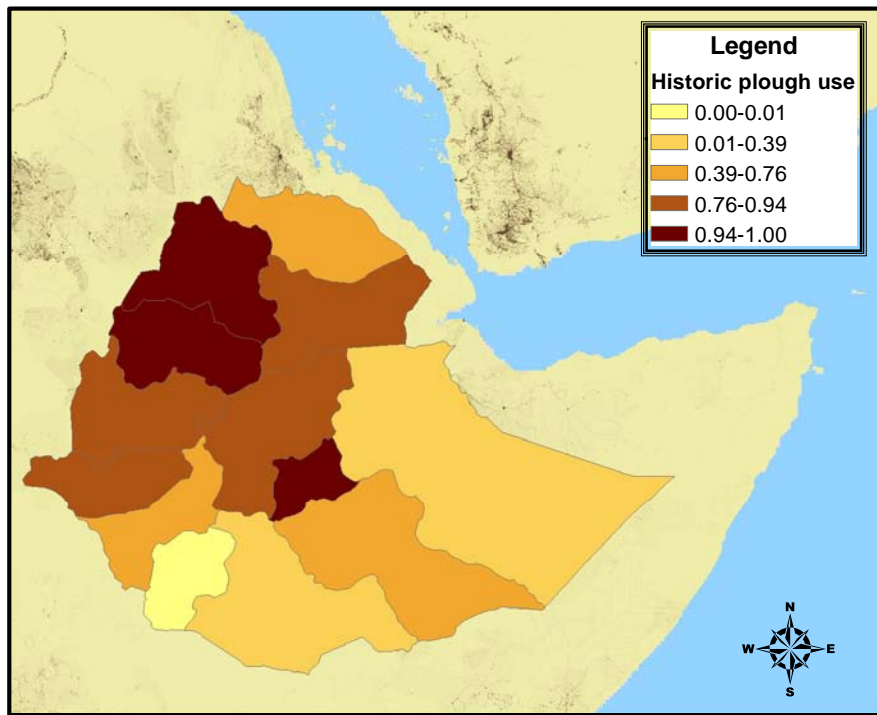 Legend
Historic plough use
0.00-0.01
0.01-0.39
0.39-0.76
0.76-0.94
0.94-1.00
N
W E
S